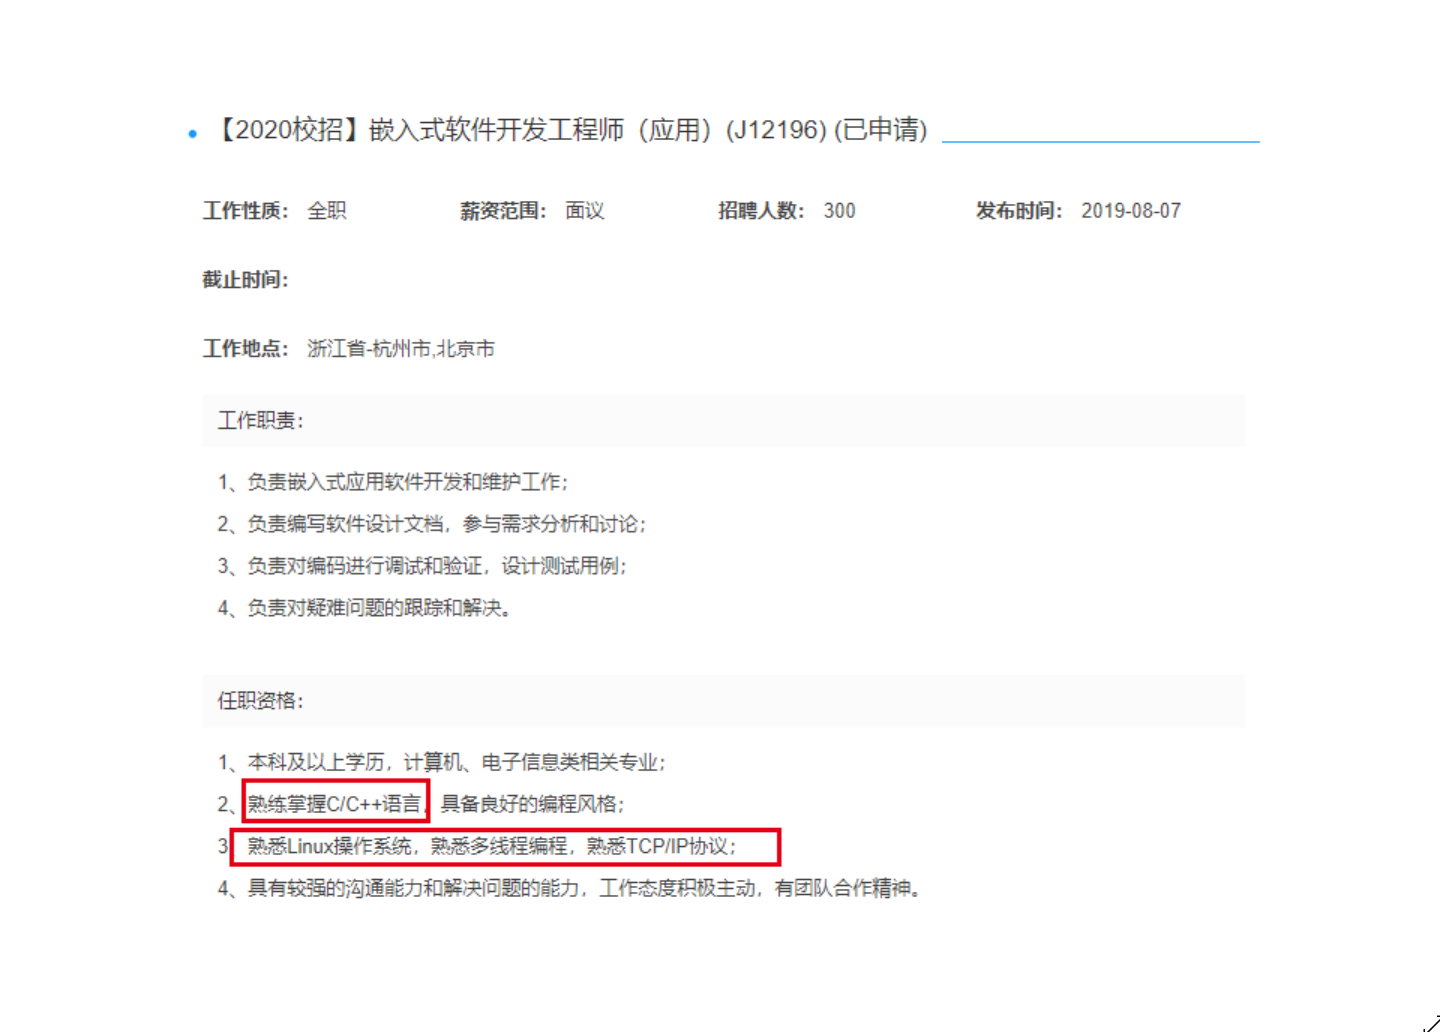 【2020校招】嵌入式软件开发工程师（应用）(J12196) (已申请)
工作性质： 全职 薪资范围： 面议 招聘人数： 300 发布时间： 2019-08-07
截止时间：
工作地点： 浙江省-杭州市,北京市
工作职责：
1、负责嵌入式应用软件开发和维护工作；
2、负责编写软件设计文档，参与需求分析和讨论；
3、负责对编码进行调试和验证，设计测试用例；
4、负责对疑难问题的跟踪和解决。
任职资格：
1、本科及以上学历，计算机、电子信息类相关专业；
2、熟练掌握C/C++语言，具备良好的编程风格；
3 熟悉Linux操作系统，熟悉多线程编程，熟悉TCP/IP协议；
4、具有较强的沟通能力和解决问题的能力，工作态度积极主动，有团队合作精神。